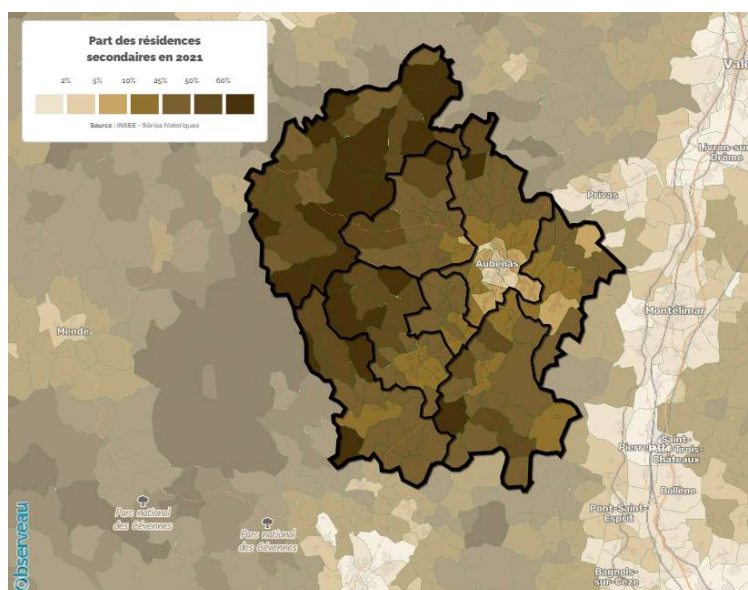 Part des résidences
secondaires en 2021
2% 5% 10% 25% 50% 60%
Source : INSEE - Séries historiques
Vale
Livron-sur-
Drôme
Privas
Aubenas
Montélimar
Mende
Pierre
Saint-
Paul-Trois-
Châteaux
Bollène
Pont-Saint-
Esprit
Parc national
des Cévennes
Parc national
des Cévennes
Bagnols-
sur-Cèze
Observeau